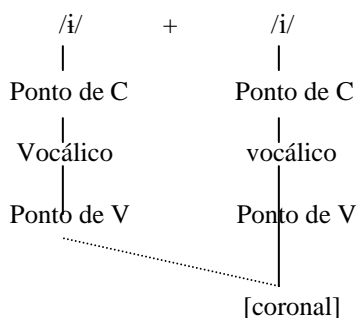 /ɨ/ + /i/
Ponto de C Ponto de C
Vocálico vocálico
Ponto de V Ponto de V
[coronal]